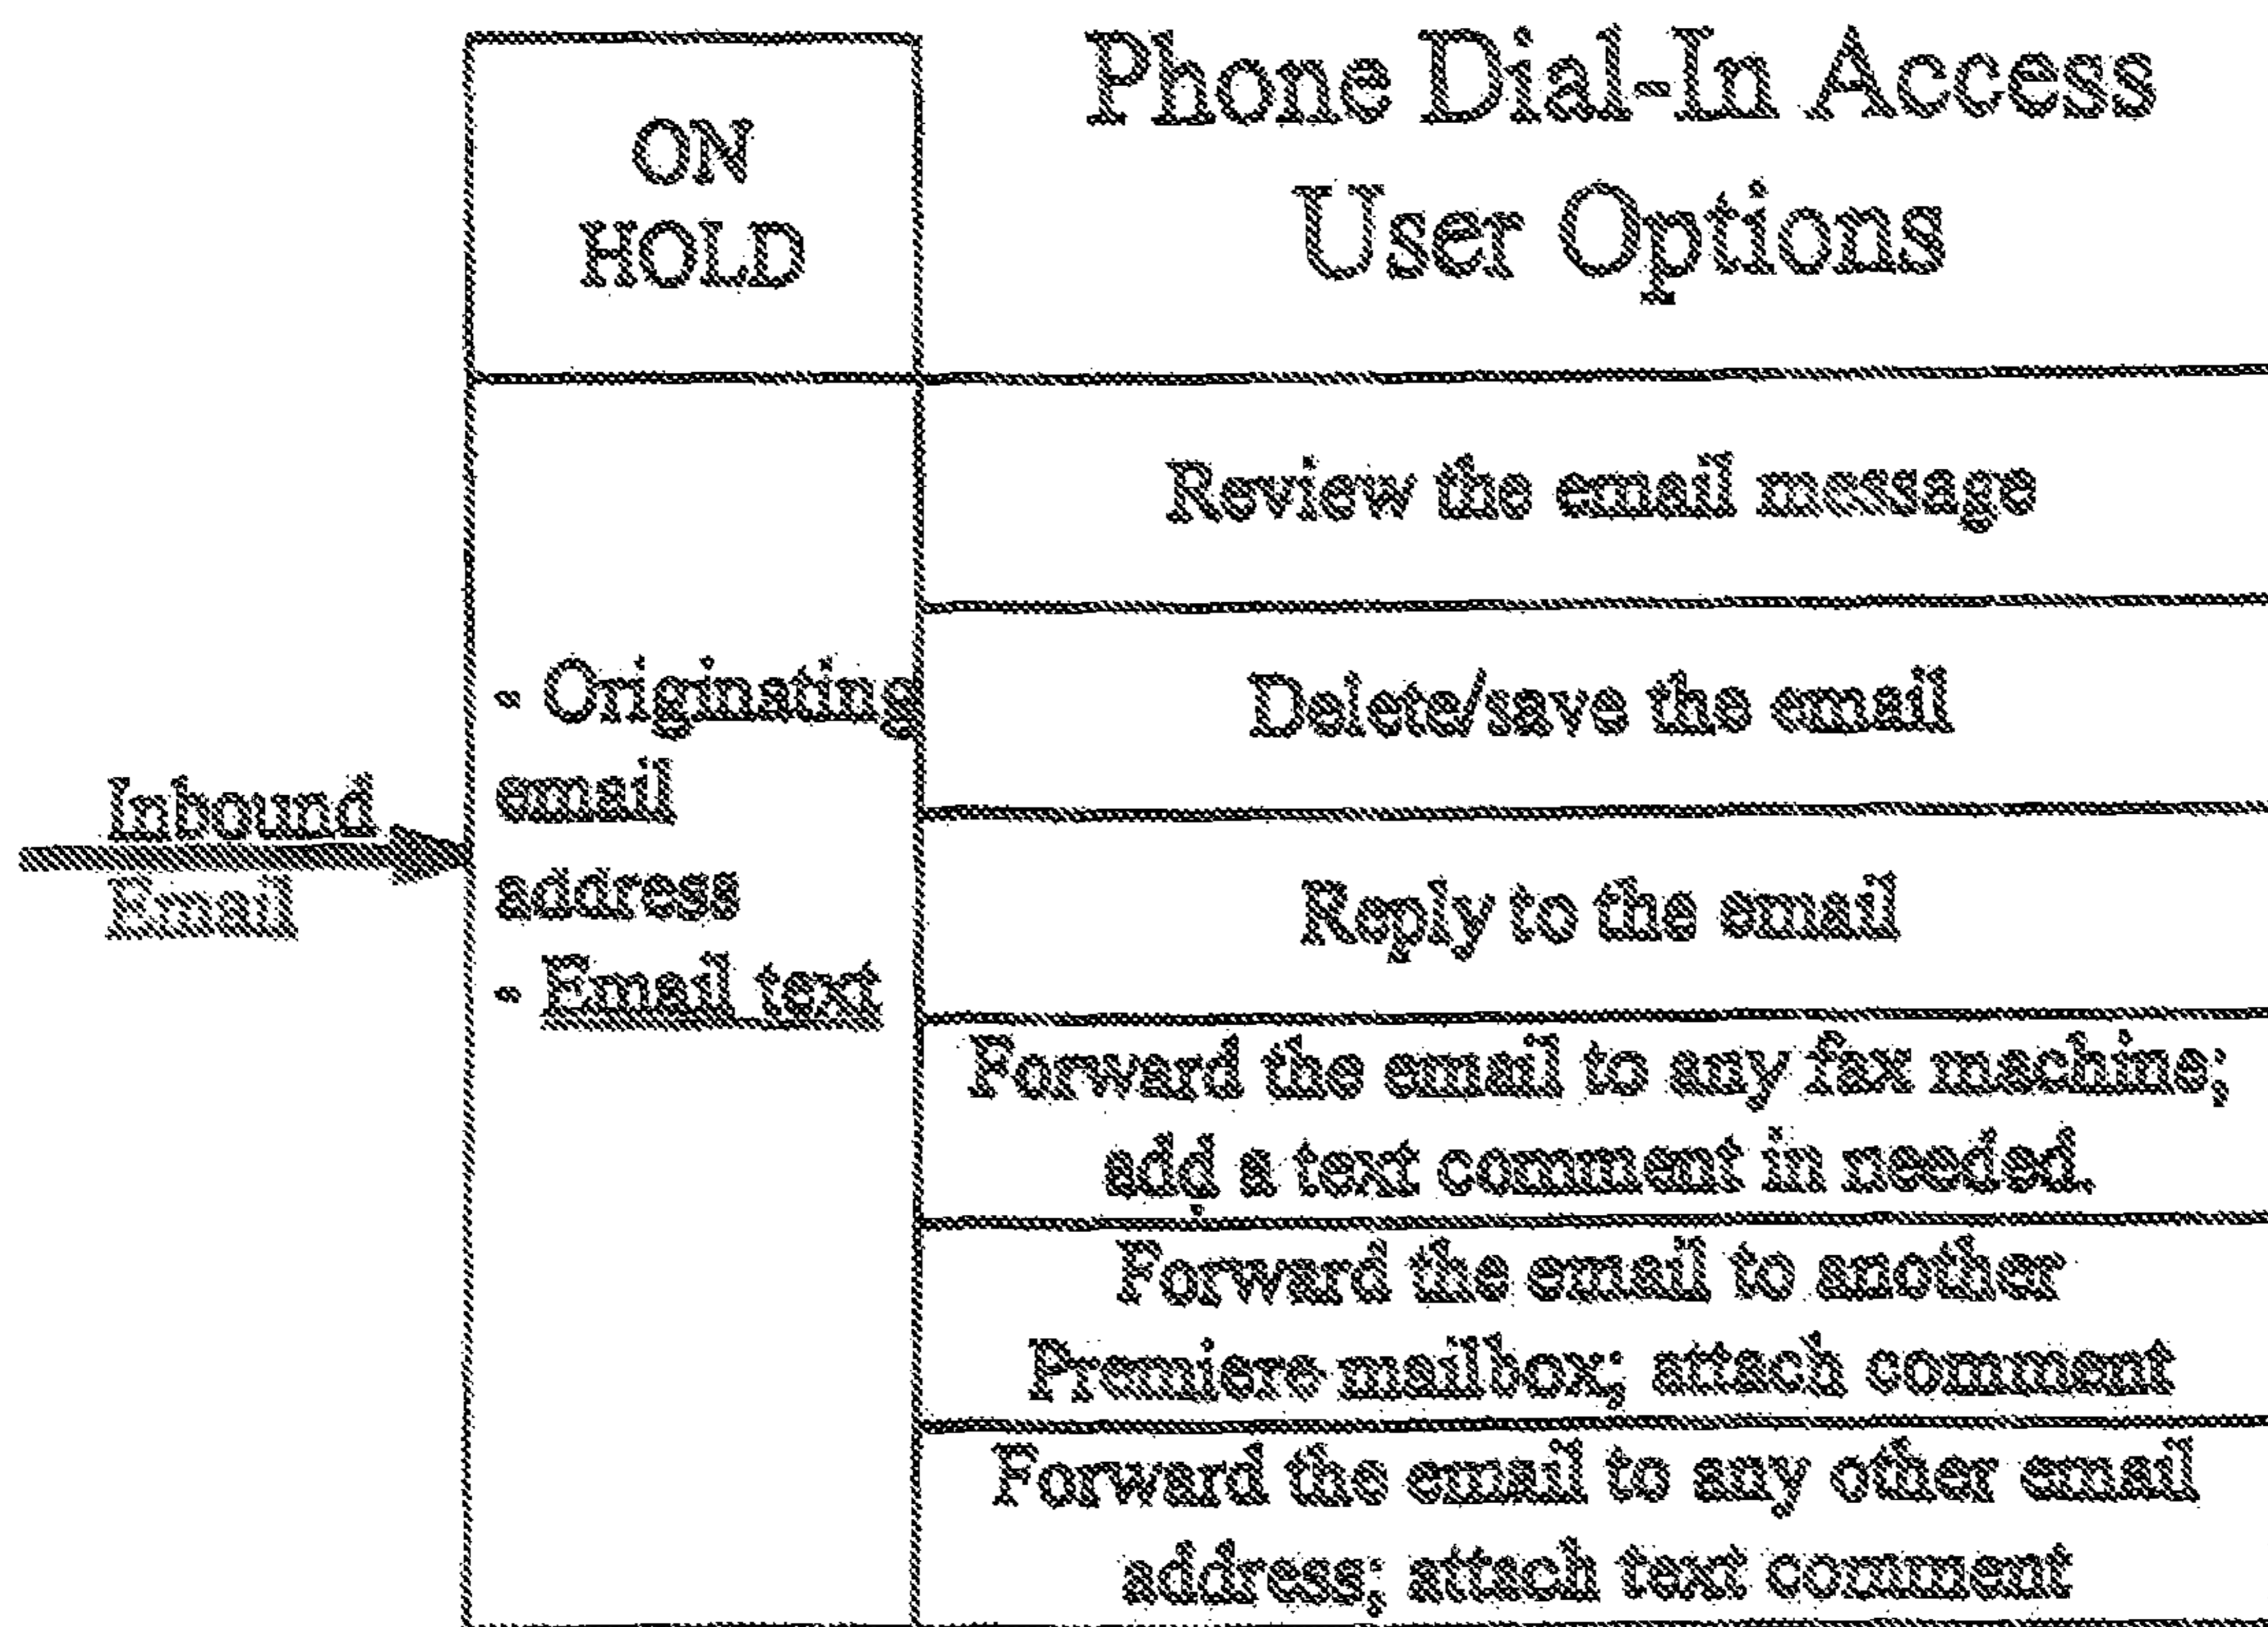 ON
HOLD
Phone Dial-In Access
User Options
Inbound
Email
- Originating
email
address
- Email text
Review the email message
Delete/save the email
Reply to the email
Forward the email to any fax machine;
add a text comment in needed.
Forward the email to another
Premiere mailbox; attach comment
Forward the email to any other email
address; attach text comment